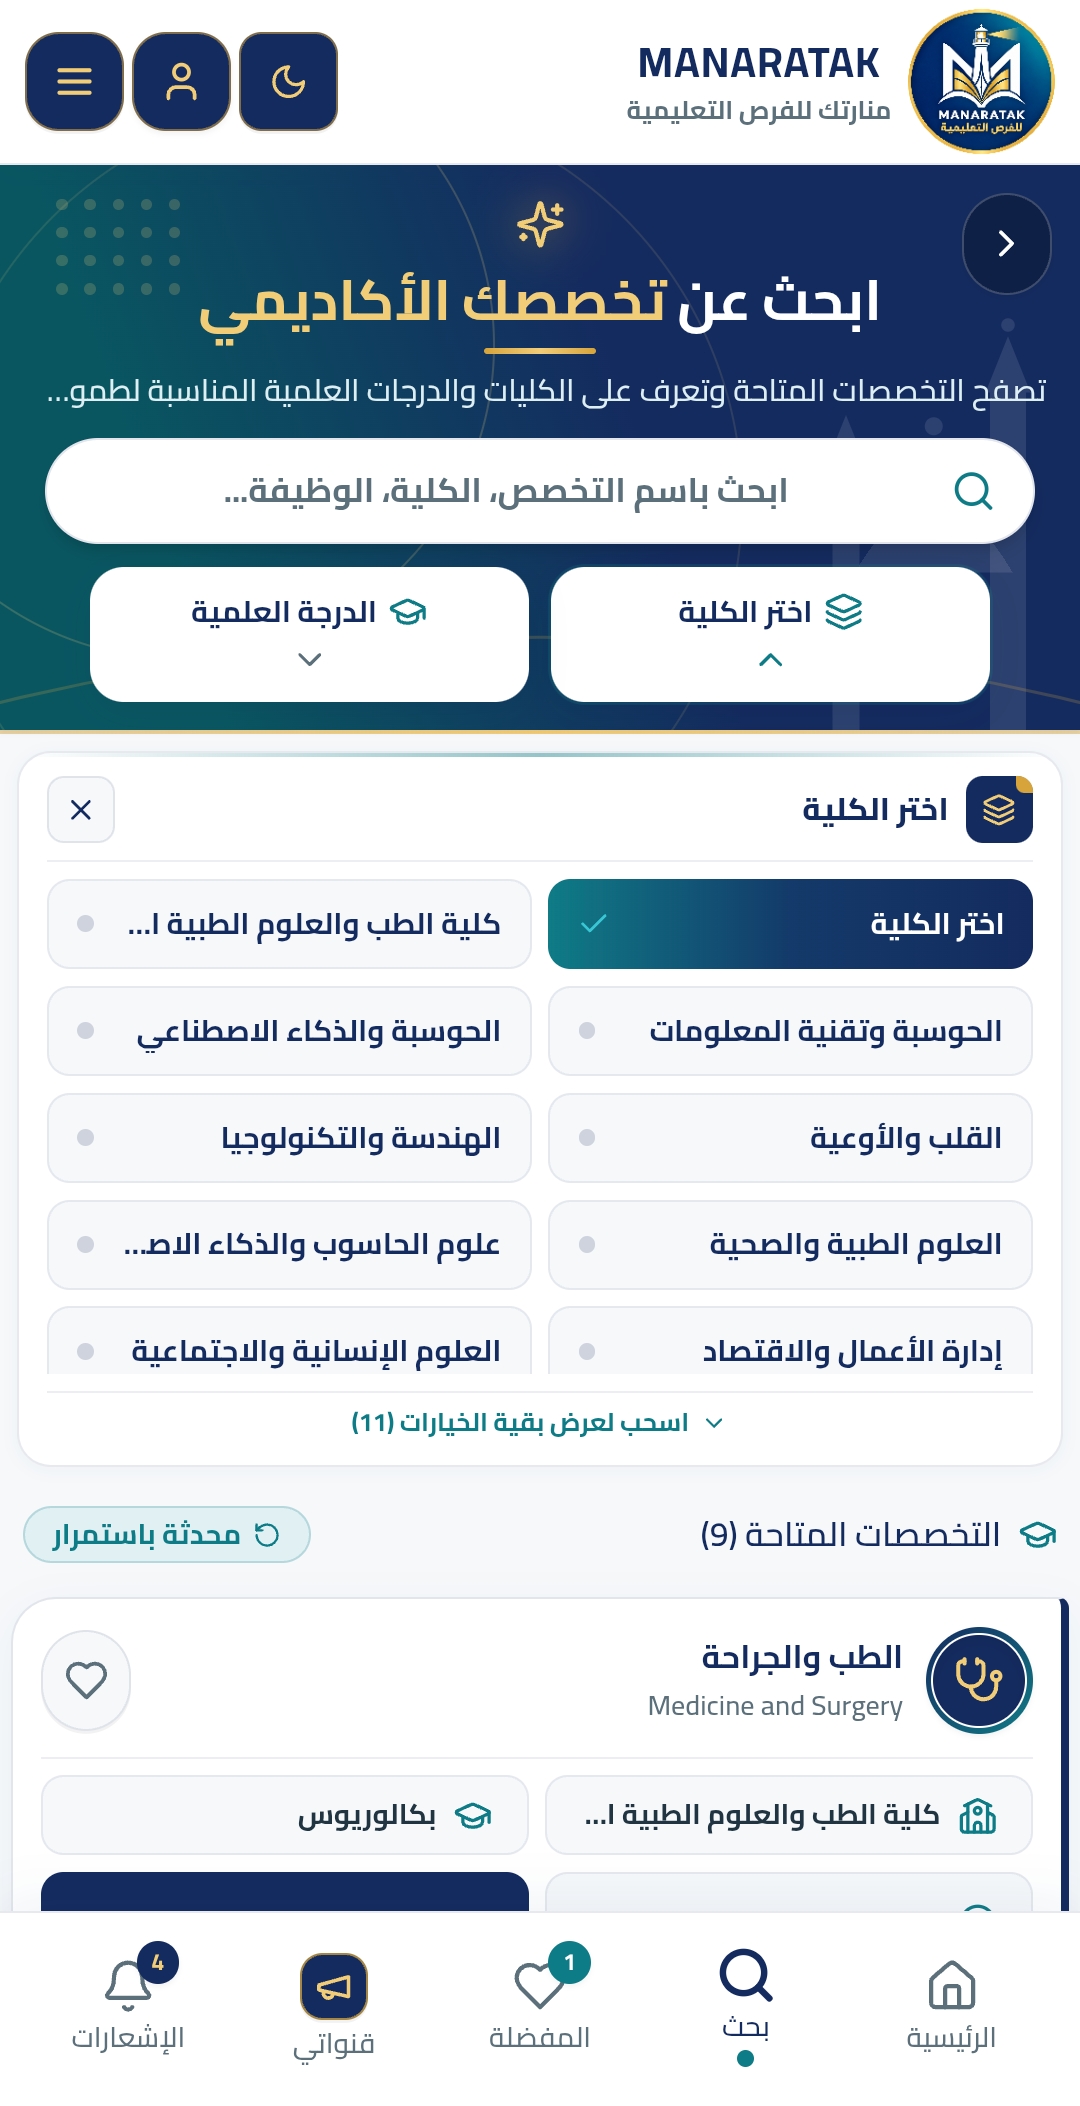 MANARATAK
منارتك للفرص التعليمية
MANARATAK
للفرص التعليمية
ابحث عن تخصصك الأكاديمي
تصفح التخصصات المتاحة وتعرف على الكليات والدرجات العلمية المناسبة لطمو...
ابحث باسم التخصص، الكلية، الوظيفة...
اختر الكلية
الدرجة العلمية
اختر الكلية
اختر الكلية
كلية الطب والعلوم الطبية ا...
الحوسبة وتقنية المعلومات
الحوسبة والذكاء الاصطناعي
القلب والأوعية
الهندسة والتكنولوجيا
العلوم الطبية والصحية
علوم الحاسوب والذكاء الاص...
إدارة الأعمال والاقتصاد
العلوم الإنسانية والاجتماعية
اسحب لعرض بقية الخيارات (11)
التخصصات المتاحة (9)
محدثة باستمرار
الطب والجراحة
Medicine and Surgery
كلية الطب والعلوم الطبية ا...
بكالوريوس
الرئيسية
بحث
1
المفضلة
قنواتي
4
الإشعارات